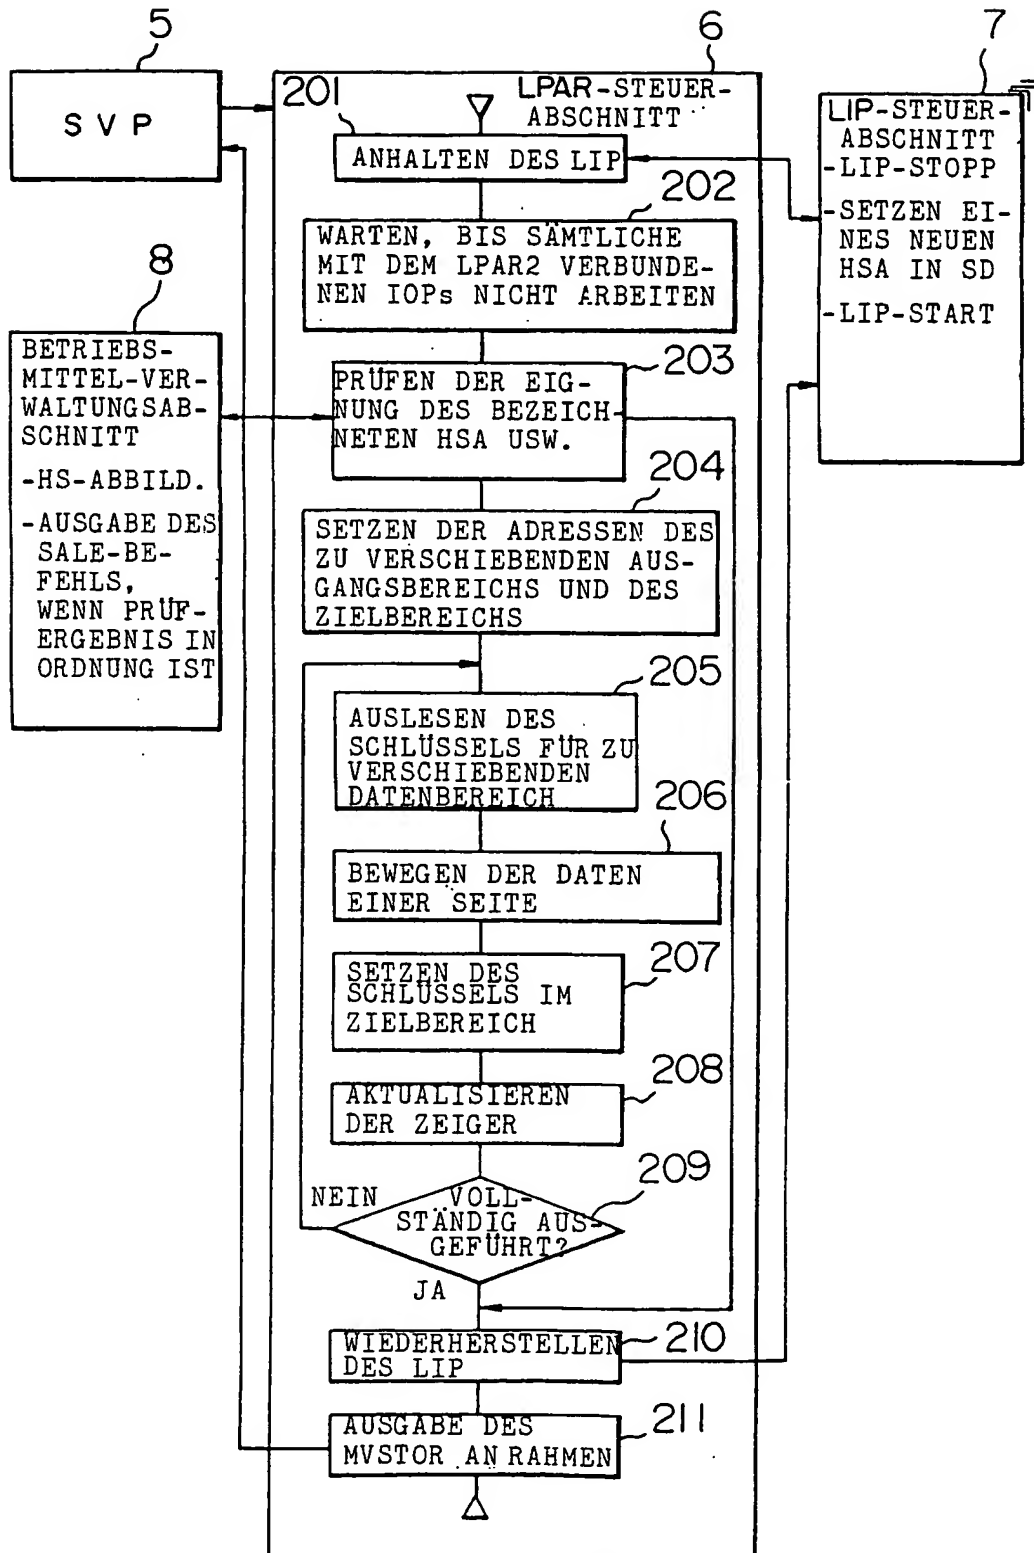 5
SVP
6
LPAR-STEUER-
ABSCHNITT
7
LIP-STEUER-
ABSCHNITT
-LIP-STOPP
-SETZEN EI-
NES NEUEN
HSA IN SD
-LIP-START
201
ANHALTEN DES LIP
202
WARTEN, BIS SÄMTLICHE
MIT DEM LPAR2 VERBUNDE-
NEN IOPs NICHT ARBEITEN
8
BETRIEBS-
MITTEL-VER-
WALTUNGSAB-
SCHNITT
-HS-ABBILD.
-AUSGABE DES
SALE-BE-
FEHLS,
WENN PRÜF-
ERGEBNIS IN
ORDNUNG IST
203
PRÜFEN DER EIG-
NUNG DES BEZEICH-
NETEN HSA USW.
204
SETZEN DER ADRESSEN DES
ZU VERSCHIEBENDEN AUS-
GANGSBEREICHS UND DES
ZIELBEREICHS
205
AUSLESEN DES
SCHLÜSSELS FÜR ZU
VERSCHIEBENDEN
DATENBEREICH
206
BEWEGEN DER DATEN
EINER SEITE
207
SETZEN DES
SCHLÜSSELS IM
ZIELBEREICH
208
AKTUALISIEREN
DER ZEIGER
209
NEIN
VOLL-
STÄNDIG AUS-
GEFÜHRT?
JA
210
WIEDERHERSTELLEN
DES LIP
211
AUSGABE DES
MVSTOR AN RAHMEN